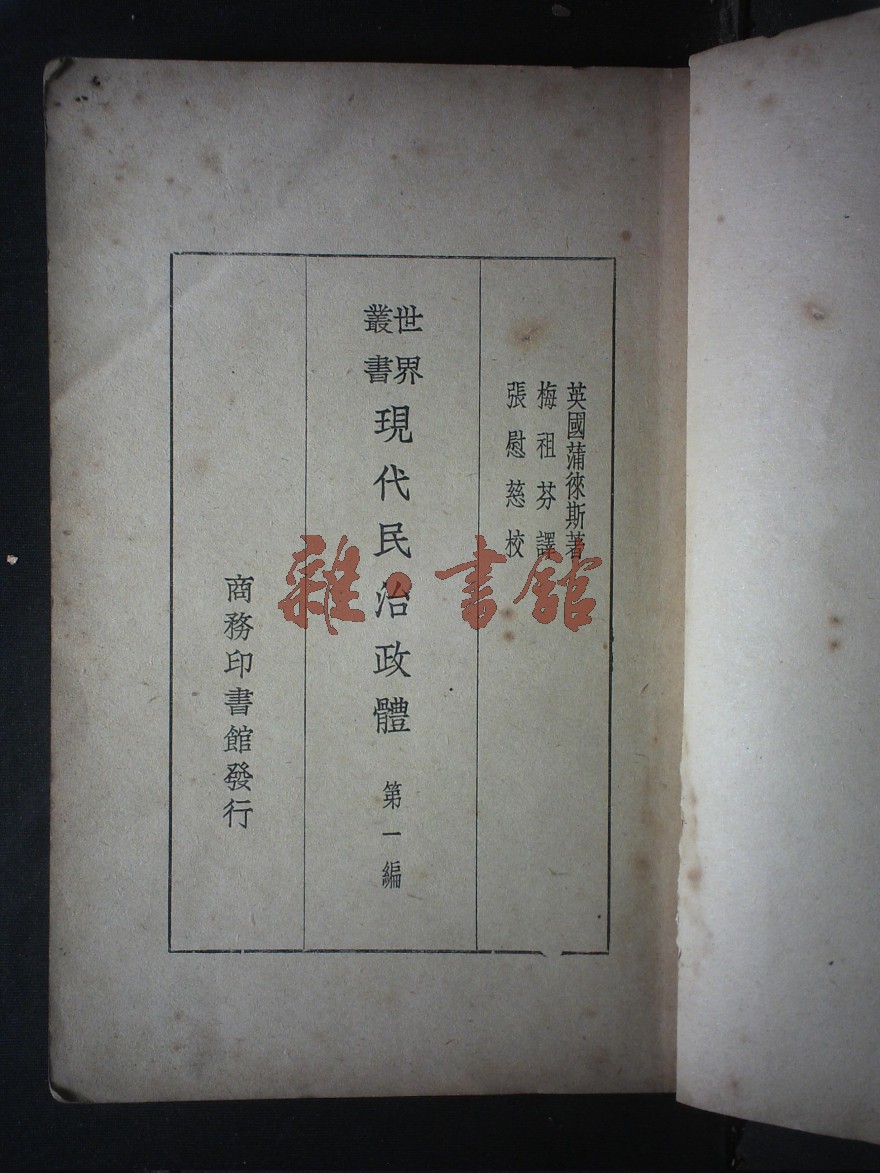 英國蒲徠斯著
梅祖芬譯
張慰慈校
世界叢書
現代民治政體 第一編
商務印書館發行
雜·書館